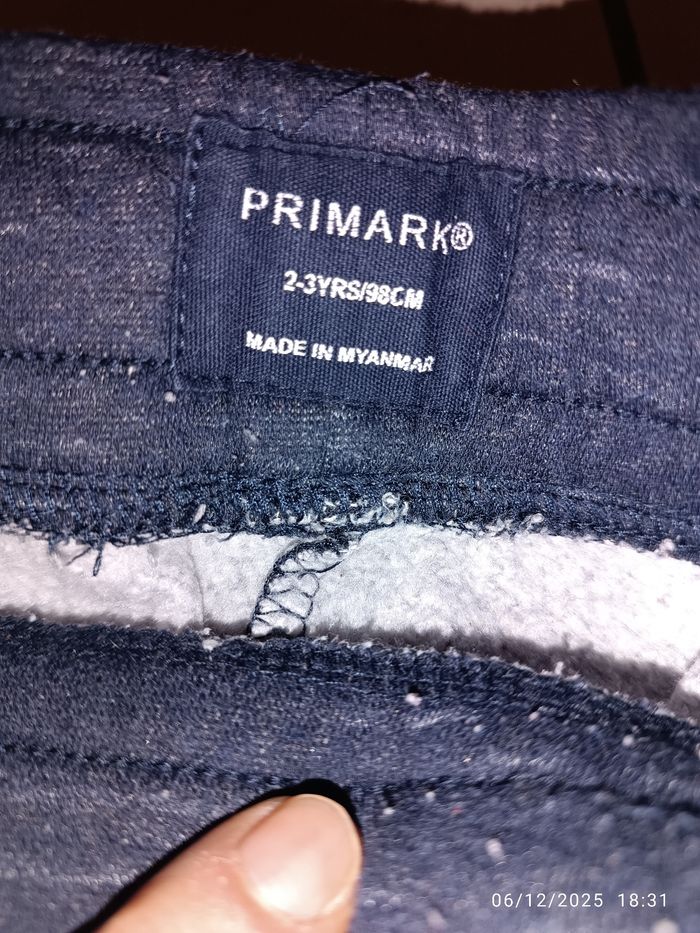 PRIMARK®
2-3YRS/98CM
MADE IN MYANMAR
06/12/2025 18:31